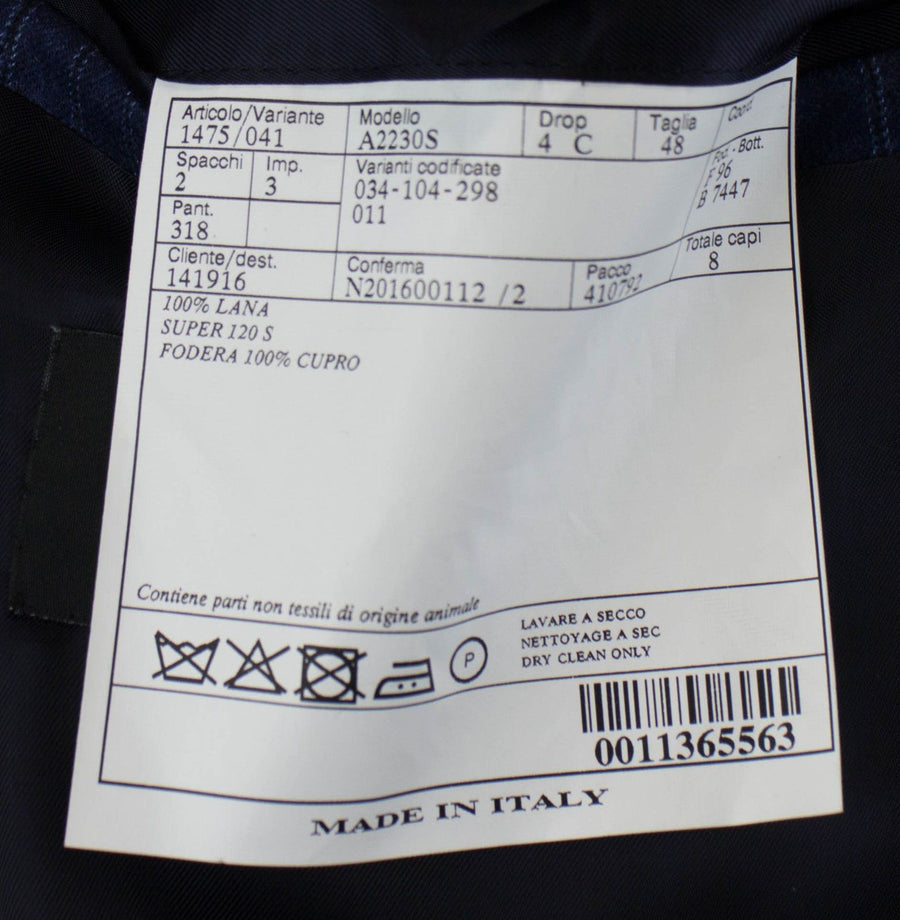 Articolo/Variante
1475/041
Modello
A2230S
Drop
4 C
Taglia
48
Coord.
Spacchi
2
Imp.
3
Varianti codificate
034-104-298
011
- Bott.
F 96
B 7447
Pant.
318
Cliente/dest.
141916
Conferma
N201600112 /2
Pacco
410792
Totale capi
8
100% LANA
SUPER 120 S
FODERA 100% CUPRO
Contiene parti non tessili di origine animale
P
LAVARE A SECCO
NETTOYAGE A SEC
DRY CLEAN ONLY
0011365563
MADE IN ITALY